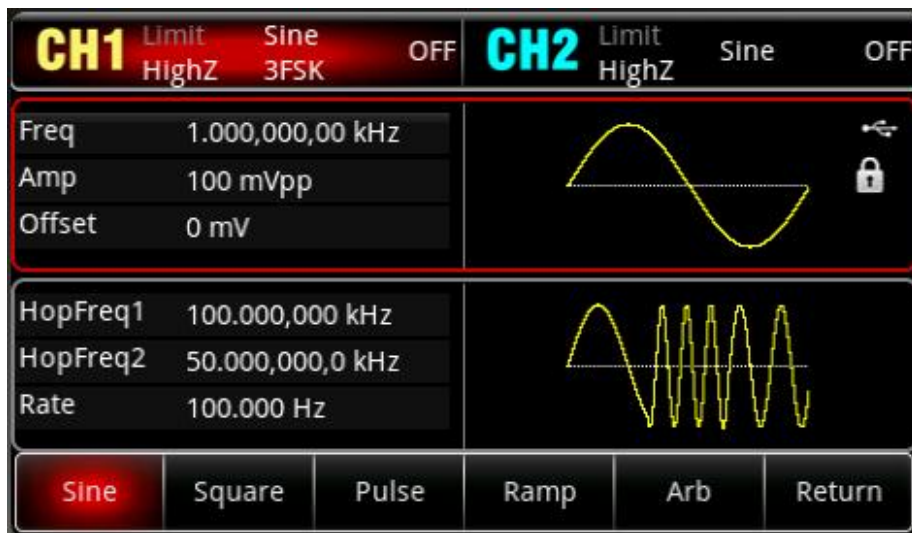 CH1 Limit Sine OFF
HighZ 3FSK
CH2 Limit Sine OFF
HighZ
Freq 1.000,000,00 kHz
Amp 100 mVpp
Offset 0 mV
HopFreq1 100.000,000 kHz
HopFreq2 50.000,000,0 kHz
Rate 100.000 Hz
Sine Square Pulse Ramp Arb Return